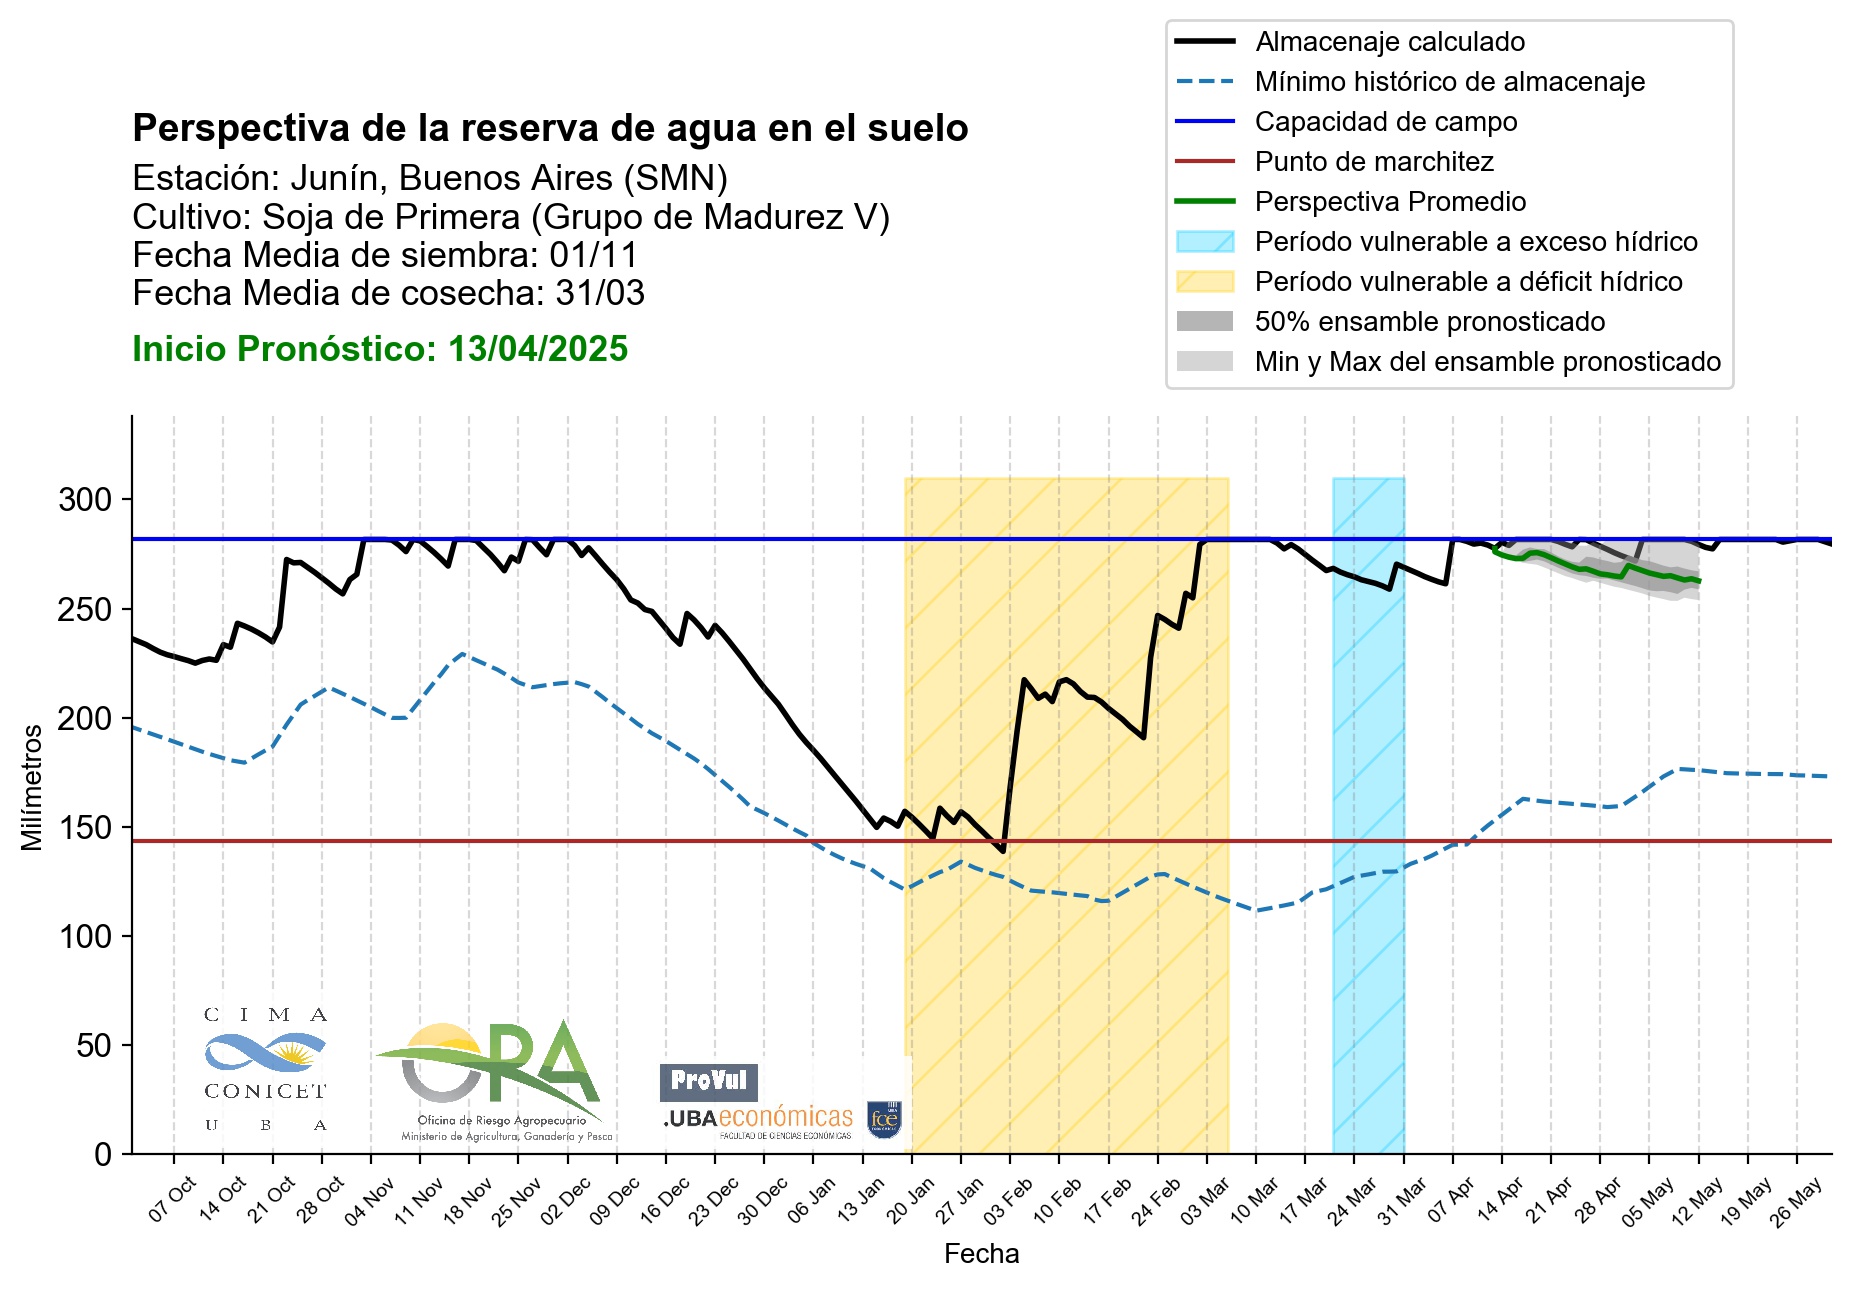 Almacenaje calculado
Mínimo histórico de almacenaje
Capacidad de campo
Punto de marchitez
Perspectiva Promedio
Período vulnerable a exceso hídrico
Período vulnerable a déficit hídrico
50% ensamble pronosticado
Min y Max del ensamble pronosticado
Perspectiva de la reserva de agua en el suelo
Estación: Junín, Buenos Aires (SMN)
Cultivo: Soja de Primera (Grupo de Madurez V)
Fecha Media de siembra: 01/11
Fecha Media de cosecha: 31/03
Inicio Pronóstico: 13/04/2025
Milímetros
300
250
200
150
100
50
0
CIMA
CONICET
UBA
ORA
Oficina de Riesgo Agropecuario
Ministerio de Agricultura, Ganadería y Pesca
ProVul
.UBAeconómicas
FACULTAD DE CIENCIAS ECONÓMICAS
fce
07 Oct
14 Oct
21 Oct
28 Oct
04 Nov
11 Nov
18 Nov
25 Nov
02 Dec
09 Dec
16 Dec
23 Dec
30 Dec
06 Jan
13 Jan
20 Jan
27 Jan
03 Feb
10 Feb
17 Feb
24 Feb
03 Mar
10 Mar
17 Mar
24 Mar
31 Mar
07 Apr
14 Apr
21 Apr
28 Apr
05 May
12 May
19 May
26 May
Fecha